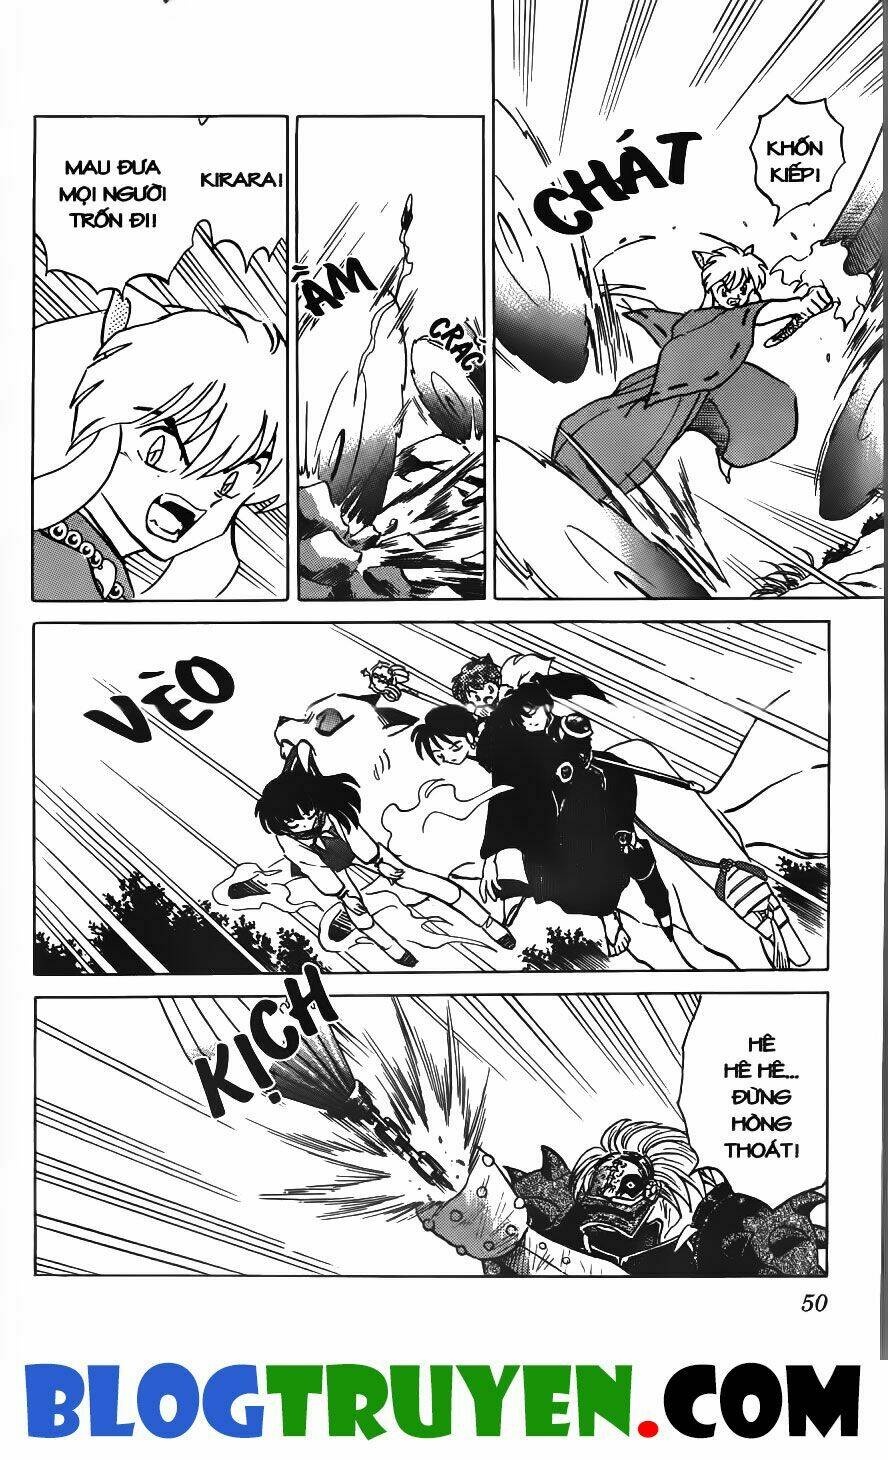 KHỐN
KIẾP!
CHÁT
ẦM
CRẮC
KIRARA!
MAU ĐƯA
MỌI NGƯỜI
TRỐN ĐI!
VÈO
KỊCH
HÊ
HÊ HÊ...
ĐỪNG
HÒNG
THOÁT!
50
BLOGTRUYEN.COM